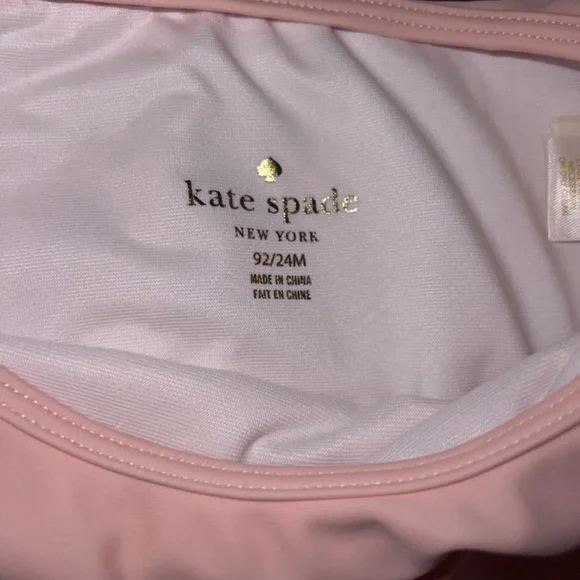 kate spade
NEW YORK
92/24M
MADE IN CHINA
FAIT EN CHINE